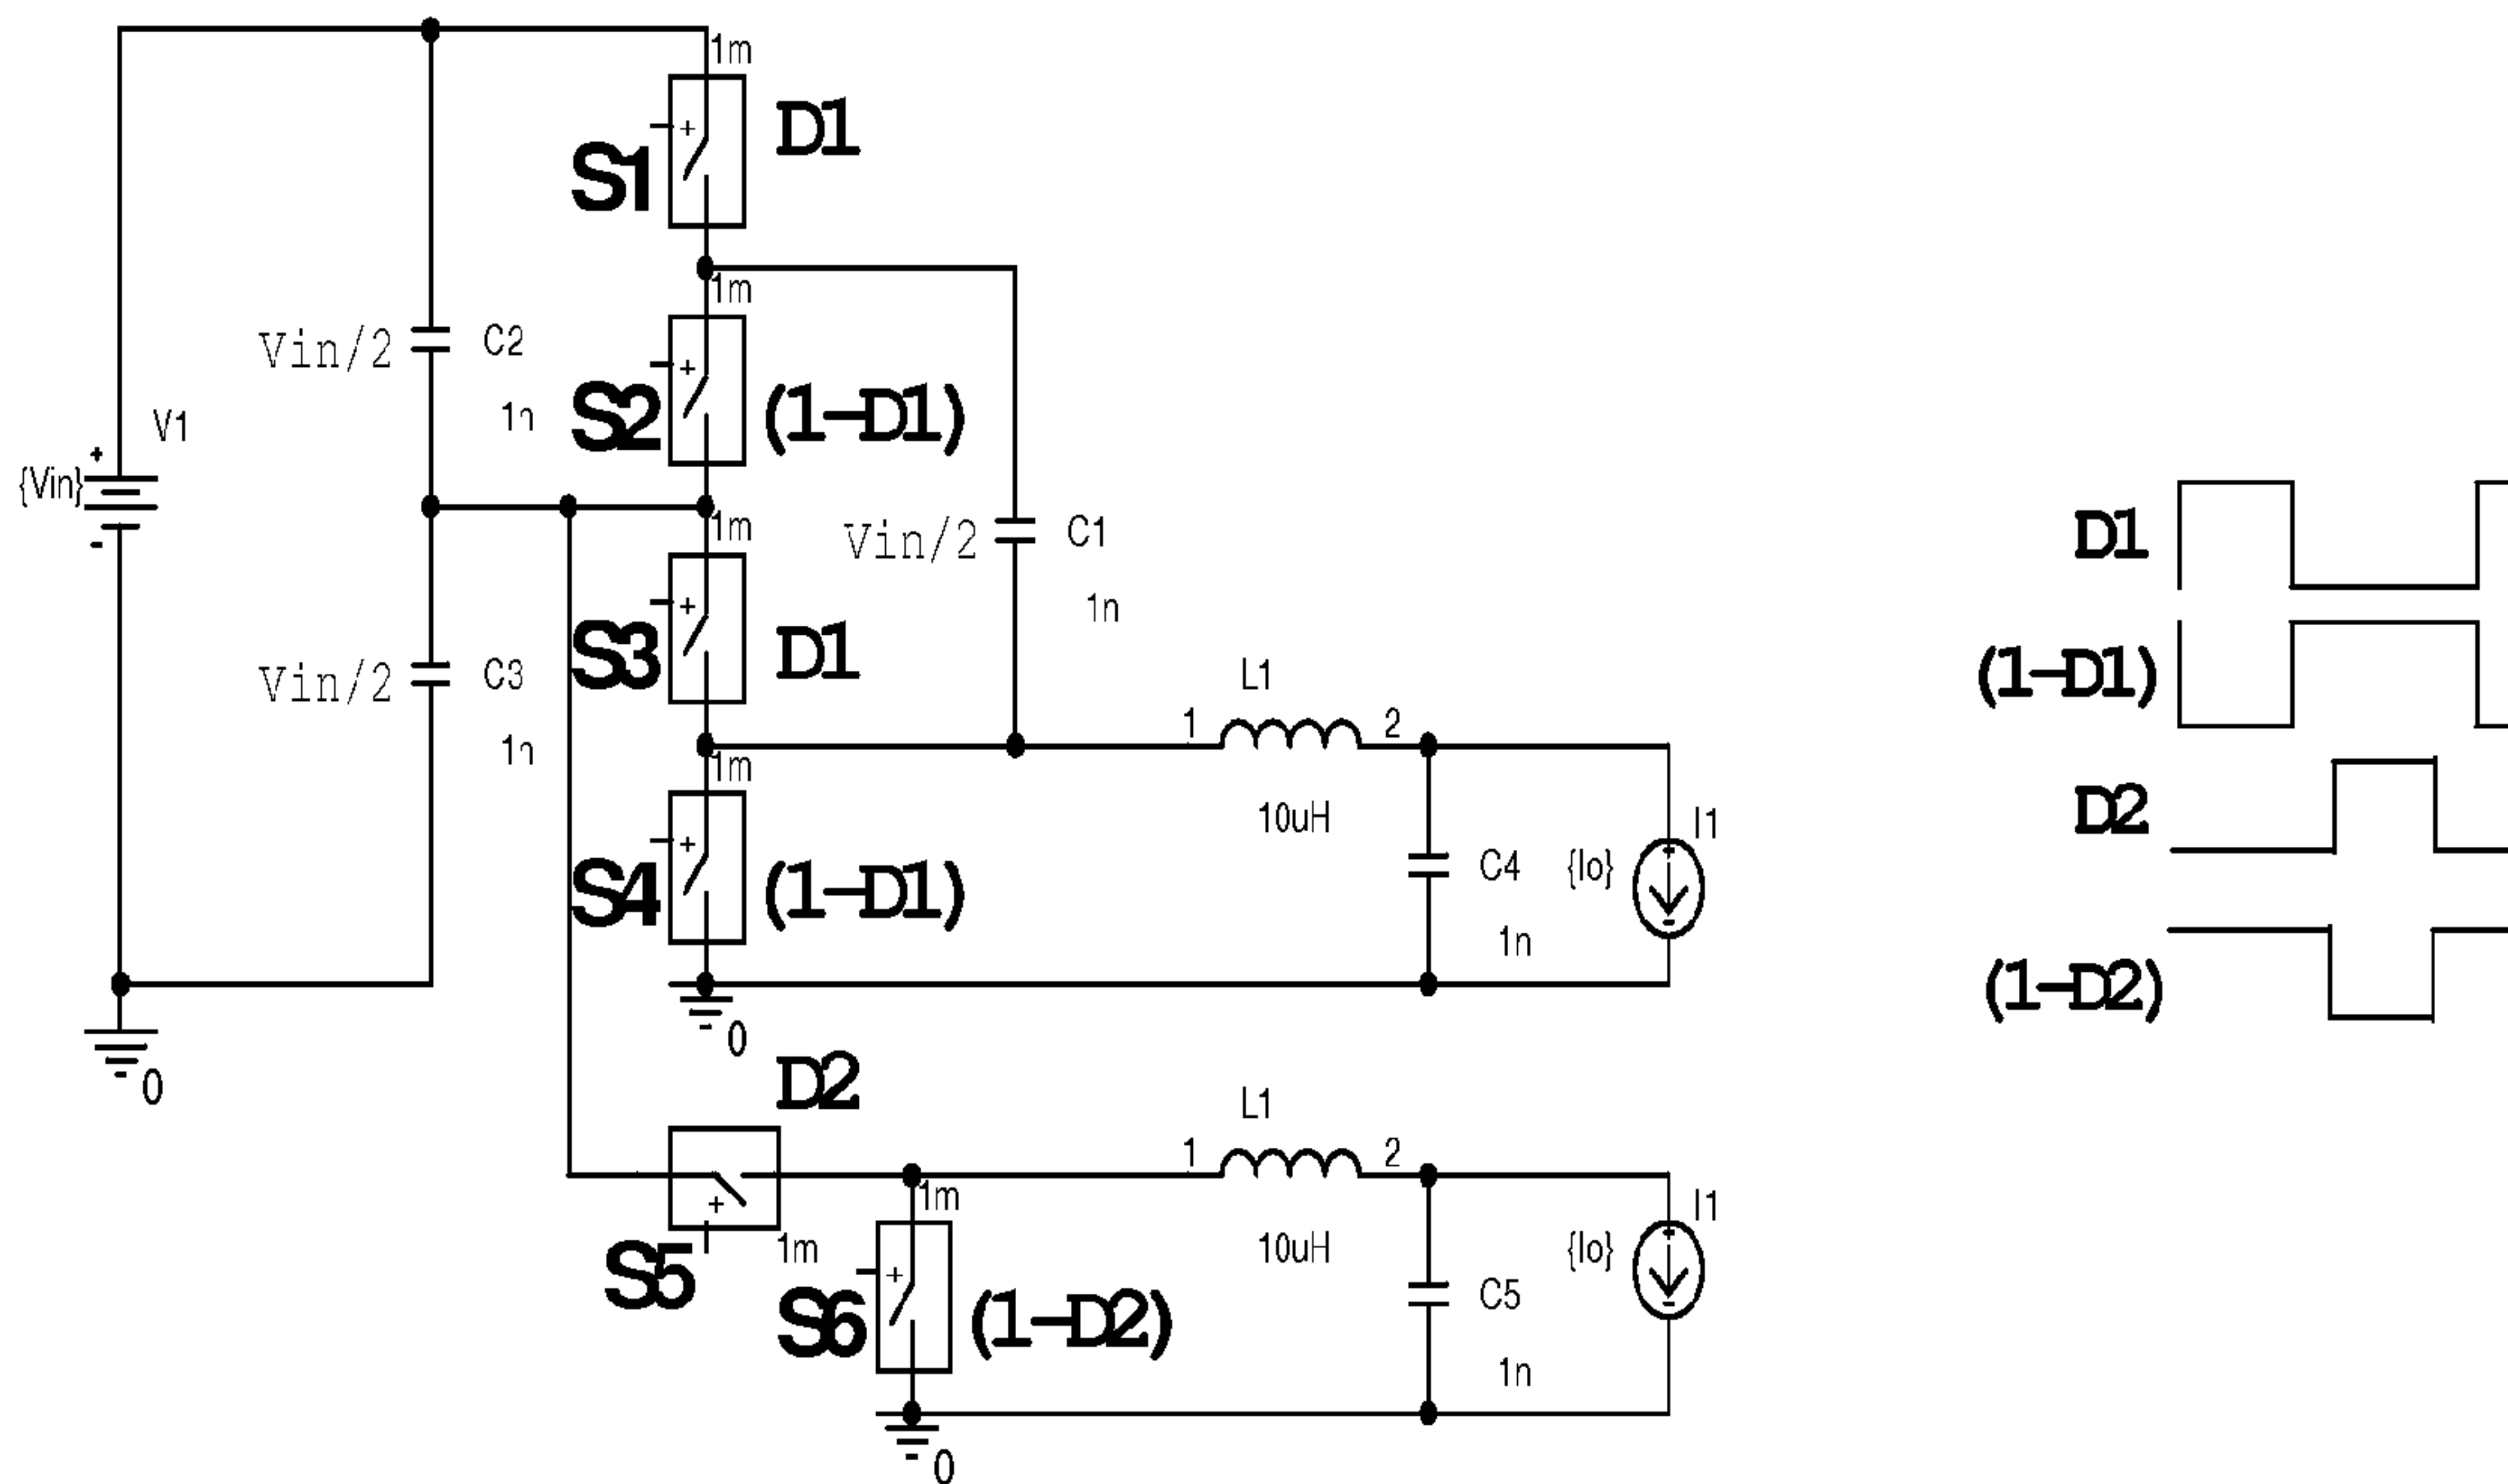 1m
D1
S1
1m
Vin/2
C2
1n
S2
(1-D1)
V1
+
{Vin}
-
1m
Vin/2
C1
1n
D1
Vin/2
C3
1n
S3
D1
(1-D1)
L1
1
2
10uH
1m
S4
(1-D1)
C4
1n
I1
{Io}
D2
(1-D2)
0
0
D2
L1
1
2
10uH
S5
1m
1m
S6
(1-D2)
C5
1n
I1
{Io}
0